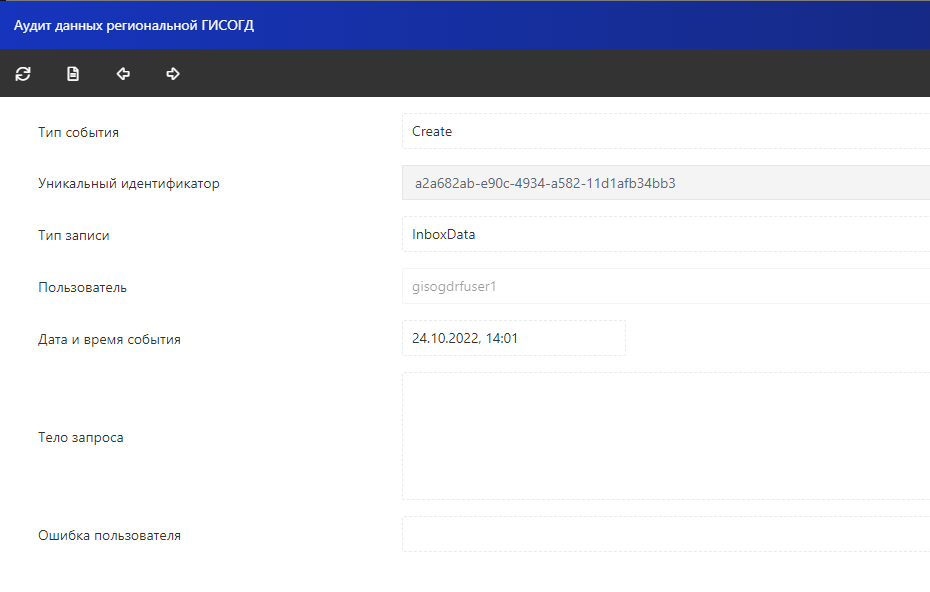 Аудит данных региональной ГИСОГД
Тип события
Create
Уникальный идентификатор
a2a682ab-e90c-4934-a582-11d1afb34bb3
Тип записи
InboxData
Пользователь
gisogdrfuser1
Дата и время события
24.10.2022, 14:01
Тело запроса
Ошибка пользователя